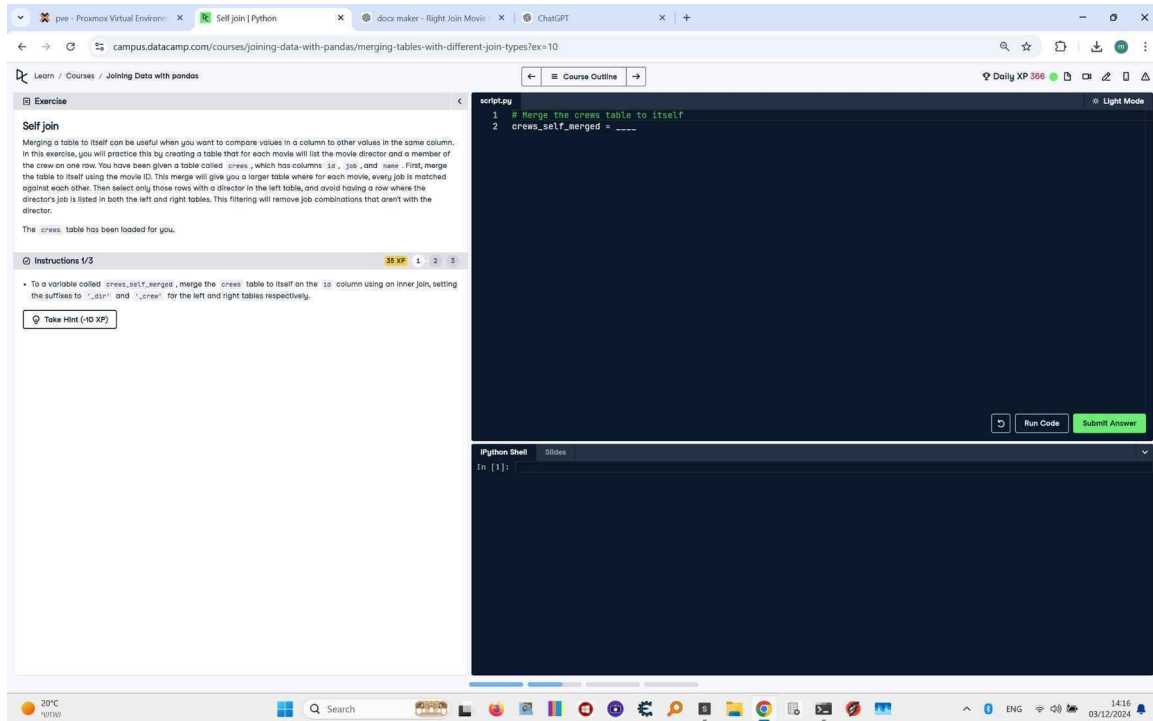 pve - Proxmox Virtual Environm
Self join | Python
docx maker - Right Join Movie
ChatGPT
campus.datacamp.com/courses/joining-data-with-pandas/merging-tables-with-different-join-types?ex=10
Learn / Courses / Joining Data with pandas
Course Outline
Daily XP 366
Exercise
Self join
Merging a table to itself can be useful when you want to compare values in a column to other values in the same column.
In this exercise, you will practice this by creating a table that for each movie will list the movie director and a member of
the crew on one row. You have been given a table called crews, which has columns id, job, and name. First, merge
the table to itself using the movie ID. This merge will give you a larger table where for each movie, every job is matched
against each other. Then select only those rows with a director in the left table, and avoid having a row where the
director's job is listed in both the left and right tables. This filtering will remove job combinations that aren't with the
director.
The crews table has been loaded for you.
Instructions 1/3
35 XP
1 2 3
• To a variable called crews_self_merged, merge the crews table to itself on the id column using an inner join, setting
the suffixes to '_dir' and '_crew' for the left and right tables respectively.
Take Hint (-10 XP)
script.py
Light Mode
1 # Merge the crews table to itself
2 crews_self_merged = ____
Run Code
Submit Answer
IPython Shell
Slides
In [1]:
20°C
שמשי
Search
ENG
14:16
03/12/2024